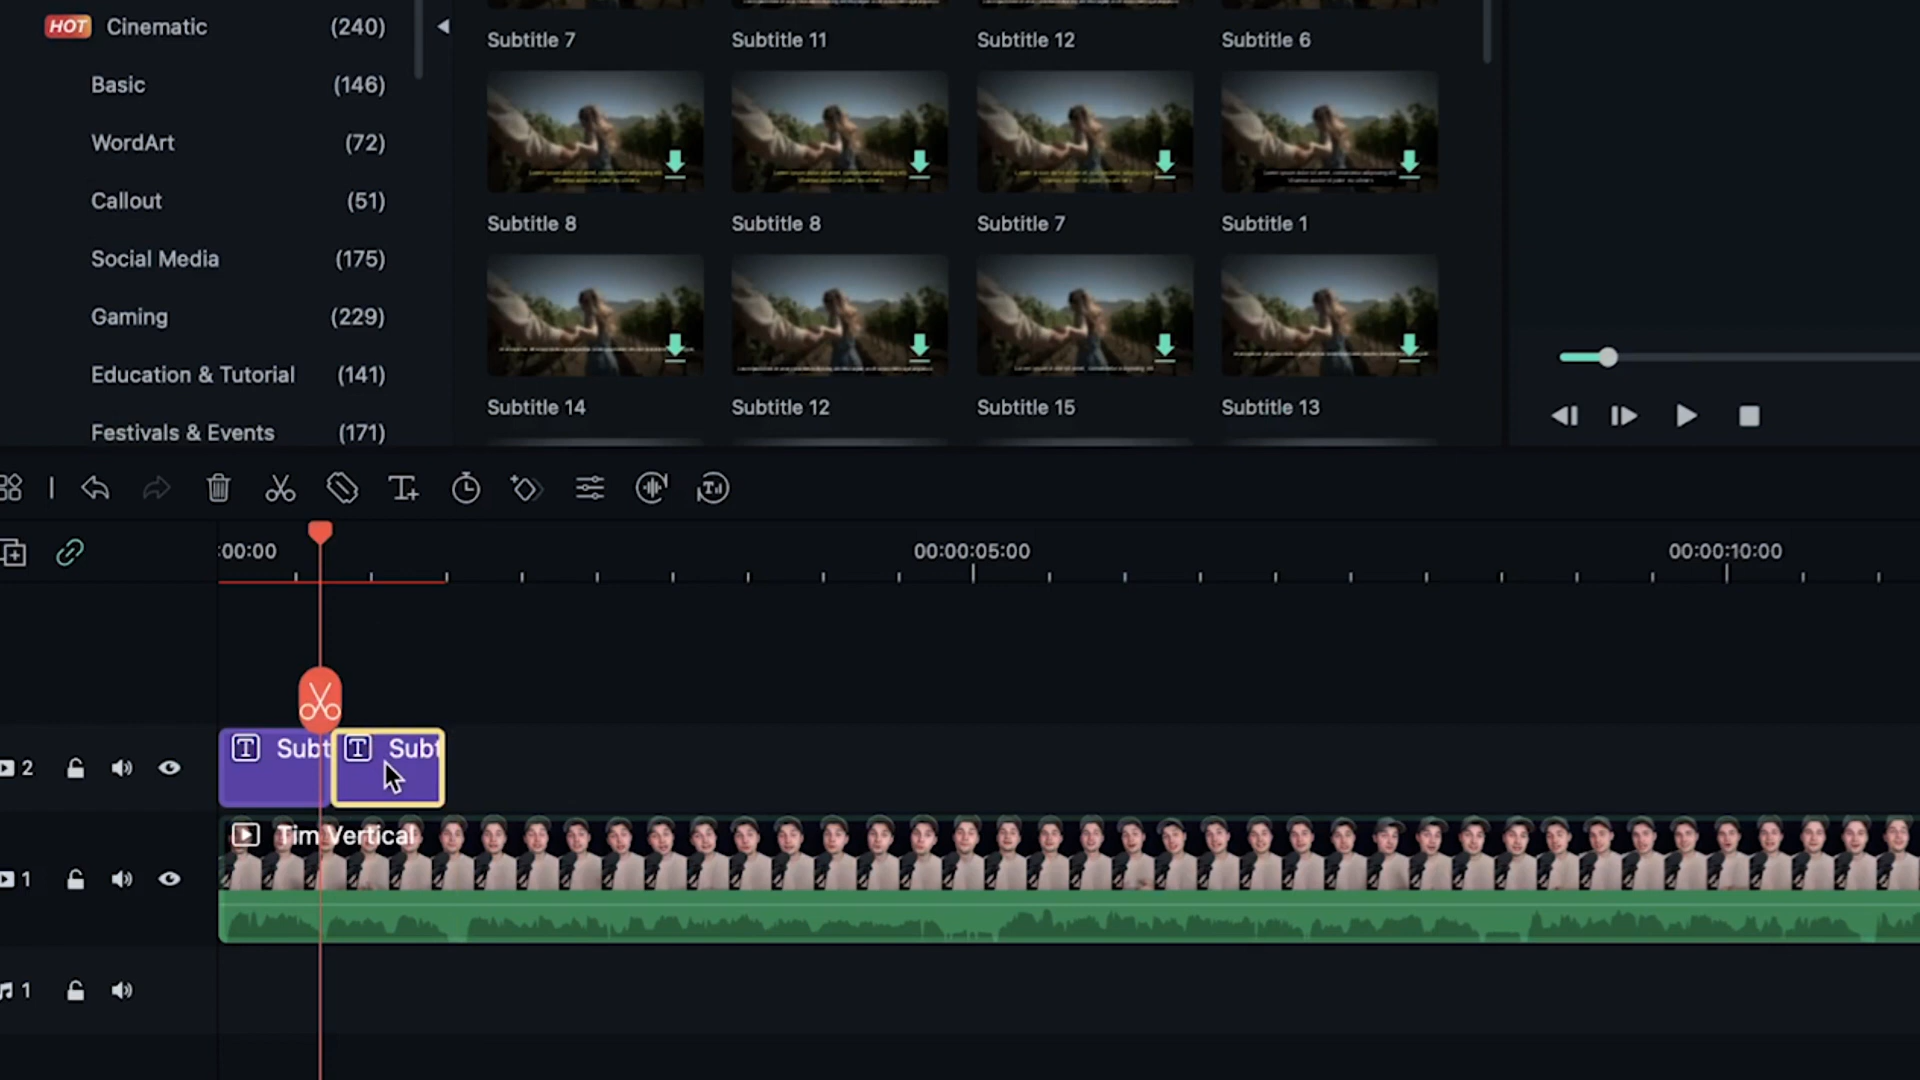 HOT Cinematic (240)
Basic (146)
WordArt (72)
Callout (51)
Social Media (175)
Gaming (229)
Education & Tutorial (141)
Festivals & Events (171)
Subtitle 7
Subtitle 11
Subtitle 12
Subtitle 6
Subtitle 8
Subtitle 8
Subtitle 7
Subtitle 1
Subtitle 14
Subtitle 12
Subtitle 15
Subtitle 13
:00:00
00:00:05:00
00:00:10:00
2
T Subt
T Subt
Tim Vertical
1
1